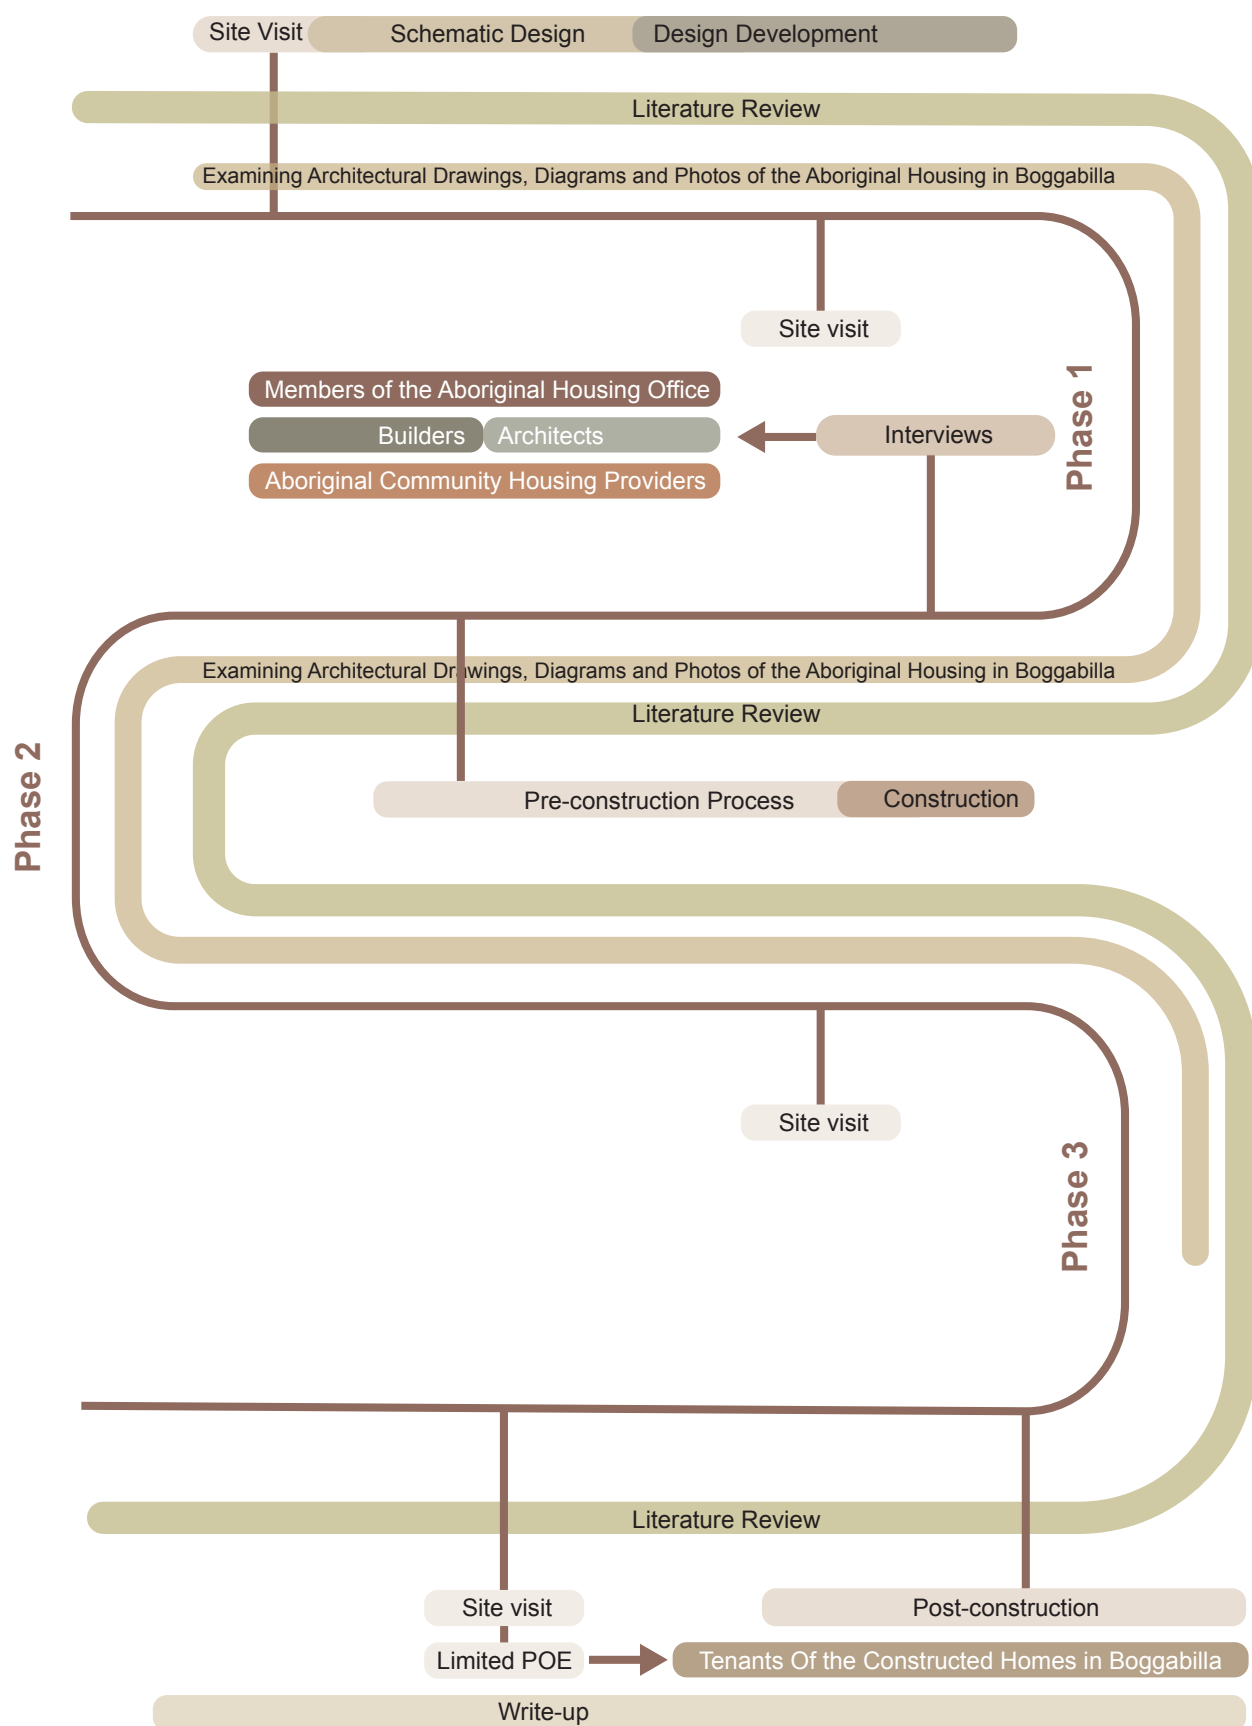 Site Visit
Schematic Design
Design Development
Literature Review
Examining Architectural Drawings, Diagrams and Photos of the Aboriginal Housing in Boggabilla
Site visit
Phase 1
Members of the Aboriginal Housing Office
Builders
Architects
Interviews
Aboriginal Community Housing Providers
Examining Architectural Drawings, Diagrams and Photos of the Aboriginal Housing in Boggabilla
Literature Review
Phase 2
Pre-construction Process
Construction
Site visit
Phase 3
Literature Review
Site visit
Post-construction
Limited POE
Tenants Of the Constructed Homes in Boggabilla
Write-up